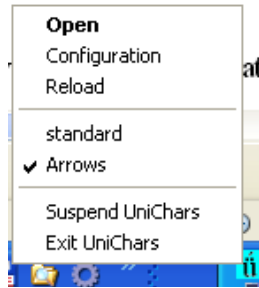 Open
Configuration
Reload
standard
Arrows
Suspend UniChars
Exit UniChars